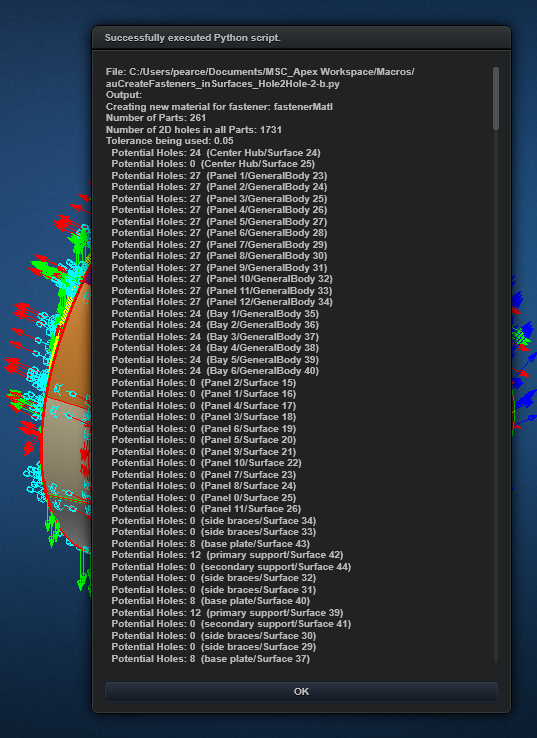 Successfully executed Python script.
File: C:/Users/pearce/Documents/MSC_Apex Workspace/Macros/
auCreateFasteners_inSurfaces_Hole2Hole-2-b.py
Output:
Creating new material for fastener: fastenerMatl
Number of Parts: 261
Number of 2D holes in all Parts: 1731
Tolerance being used: 0.05
Potential Holes: 24 (Center Hub/Surface 24)
Potential Holes: 0 (Center Hub/Surface 25)
Potential Holes: 27 (Panel 1/GeneralBody 23)
Potential Holes: 27 (Panel 2/GeneralBody 24)
Potential Holes: 27 (Panel 3/GeneralBody 25)
Potential Holes: 27 (Panel 4/GeneralBody 26)
Potential Holes: 27 (Panel 5/GeneralBody 27)
Potential Holes: 27 (Panel 6/GeneralBody 28)
Potential Holes: 27 (Panel 7/GeneralBody 29)
Potential Holes: 27 (Panel 8/GeneralBody 30)
Potential Holes: 27 (Panel 9/GeneralBody 31)
Potential Holes: 27 (Panel 10/GeneralBody 32)
Potential Holes: 27 (Panel 11/GeneralBody 33)
Potential Holes: 27 (Panel 12/GeneralBody 34)
Potential Holes: 24 (Bay 1/GeneralBody 35)
Potential Holes: 24 (Bay 2/GeneralBody 36)
Potential Holes: 24 (Bay 3/GeneralBody 37)
Potential Holes: 24 (Bay 4/GeneralBody 38)
Potential Holes: 24 (Bay 5/GeneralBody 39)
Potential Holes: 24 (Bay 6/GeneralBody 40)
Potential Holes: 0 (Panel 2/Surface 15)
Potential Holes: 0 (Panel 1/Surface 16)
Potential Holes: 0 (Panel 4/Surface 17)
Potential Holes: 0 (Panel 3/Surface 18)
Potential Holes: 0 (Panel 6/Surface 19)
Potential Holes: 0 (Panel 5/Surface 20)
Potential Holes: 0 (Panel 9/Surface 21)
Potential Holes: 0 (Panel 10/Surface 22)
Potential Holes: 0 (Panel 7/Surface 23)
Potential Holes: 0 (Panel 8/Surface 24)
Potential Holes: 0 (Panel 0/Surface 25)
Potential Holes: 0 (Panel 11/Surface 26)
Potential Holes: 0 (side braces/Surface 34)
Potential Holes: 0 (side braces/Surface 33)
Potential Holes: 8 (base plate/Surface 43)
Potential Holes: 12 (primary support/Surface 42)
Potential Holes: 0 (secondary support/Surface 44)
Potential Holes: 0 (side braces/Surface 32)
Potential Holes: 0 (side braces/Surface 31)
Potential Holes: 8 (base plate/Surface 40)
Potential Holes: 12 (primary support/Surface 39)
Potential Holes: 0 (secondary support/Surface 41)
Potential Holes: 0 (side braces/Surface 30)
Potential Holes: 0 (side braces/Surface 29)
Potential Holes: 8 (base plate/Surface 37)
OK